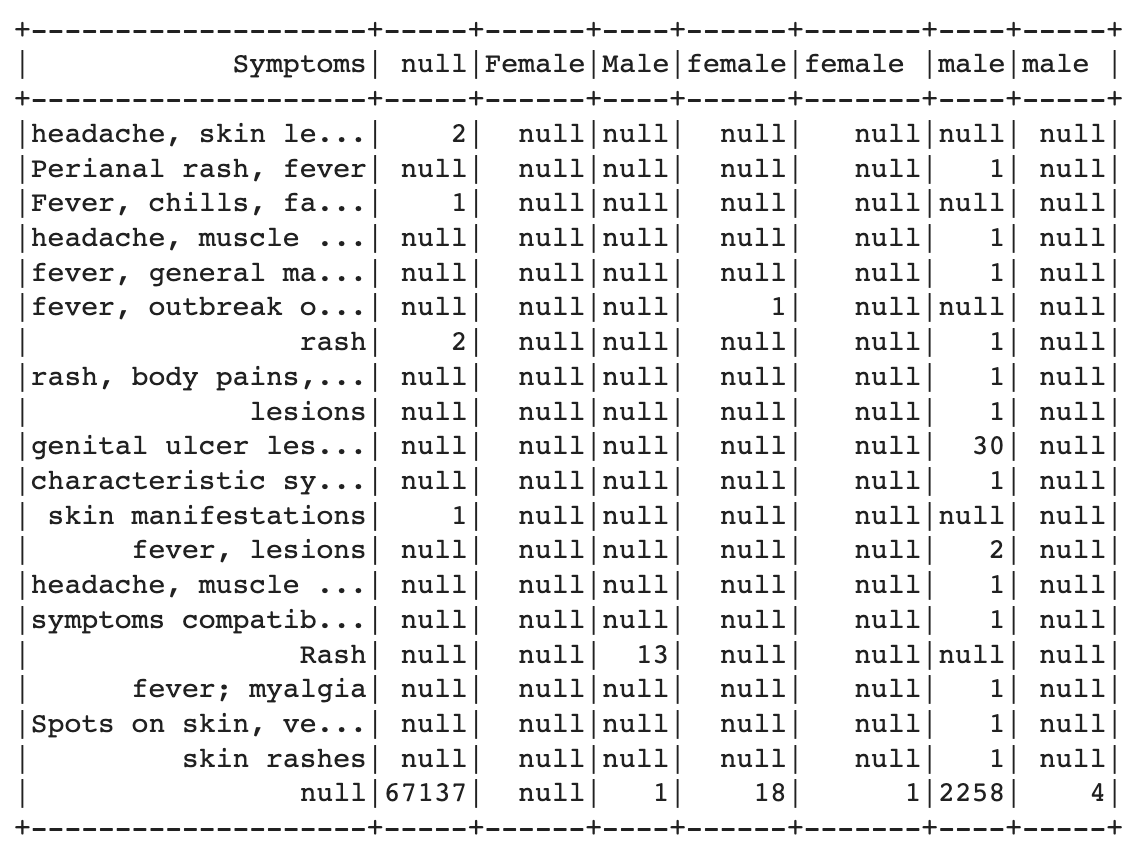 +--------------------+-----+------+----+------+-------+----+-----+
|            Symptoms| null|Female|Male|female|female |male|male |
+--------------------+-----+------+----+------+-------+----+-----+
|headache, skin le...|    2|  null|null|  null|   null|null| null|
|Perianal rash, fever| null|  null|null|  null|   null|   1| null|
|Fever, chills, fa...|    1|  null|null|  null|   null|null| null|
|headache, muscle ...| null|  null|null|  null|   null|   1| null|
|fever, general ma...| null|  null|null|  null|   null|   1| null|
|fever, outbreak o...| null|  null|null|     1|   null|null| null|
|                rash|    2|  null|null|  null|   null|   1| null|
|rash, body pains,...| null|  null|null|  null|   null|   1| null|
|             lesions| null|  null|null|  null|   null|   1| null|
|genital ulcer les...| null|  null|null|  null|   null|  30| null|
|characteristic sy...| null|  null|null|  null|   null|   1| null|
| skin manifestations|    1|  null|null|  null|   null|null| null|
|      fever, lesions| null|  null|null|  null|   null|   2| null|
|headache, muscle ...| null|  null|null|  null|   null|   1| null|
|symptoms compatib...| null|  null|null|  null|   null|   1| null|
|                Rash| null|  null|  13|  null|   null|null| null|
|      fever; myalgia| null|  null|null|  null|   null|   1| null|
|Spots on skin, ve...| null|  null|null|  null|   null|   1| null|
|         skin rashes| null|  null|null|  null|   null|   1| null|
|                null|67137|  null|   1|    18|      1|2258|    4|
+--------------------+-----+------+----+------+-------+----+-----+